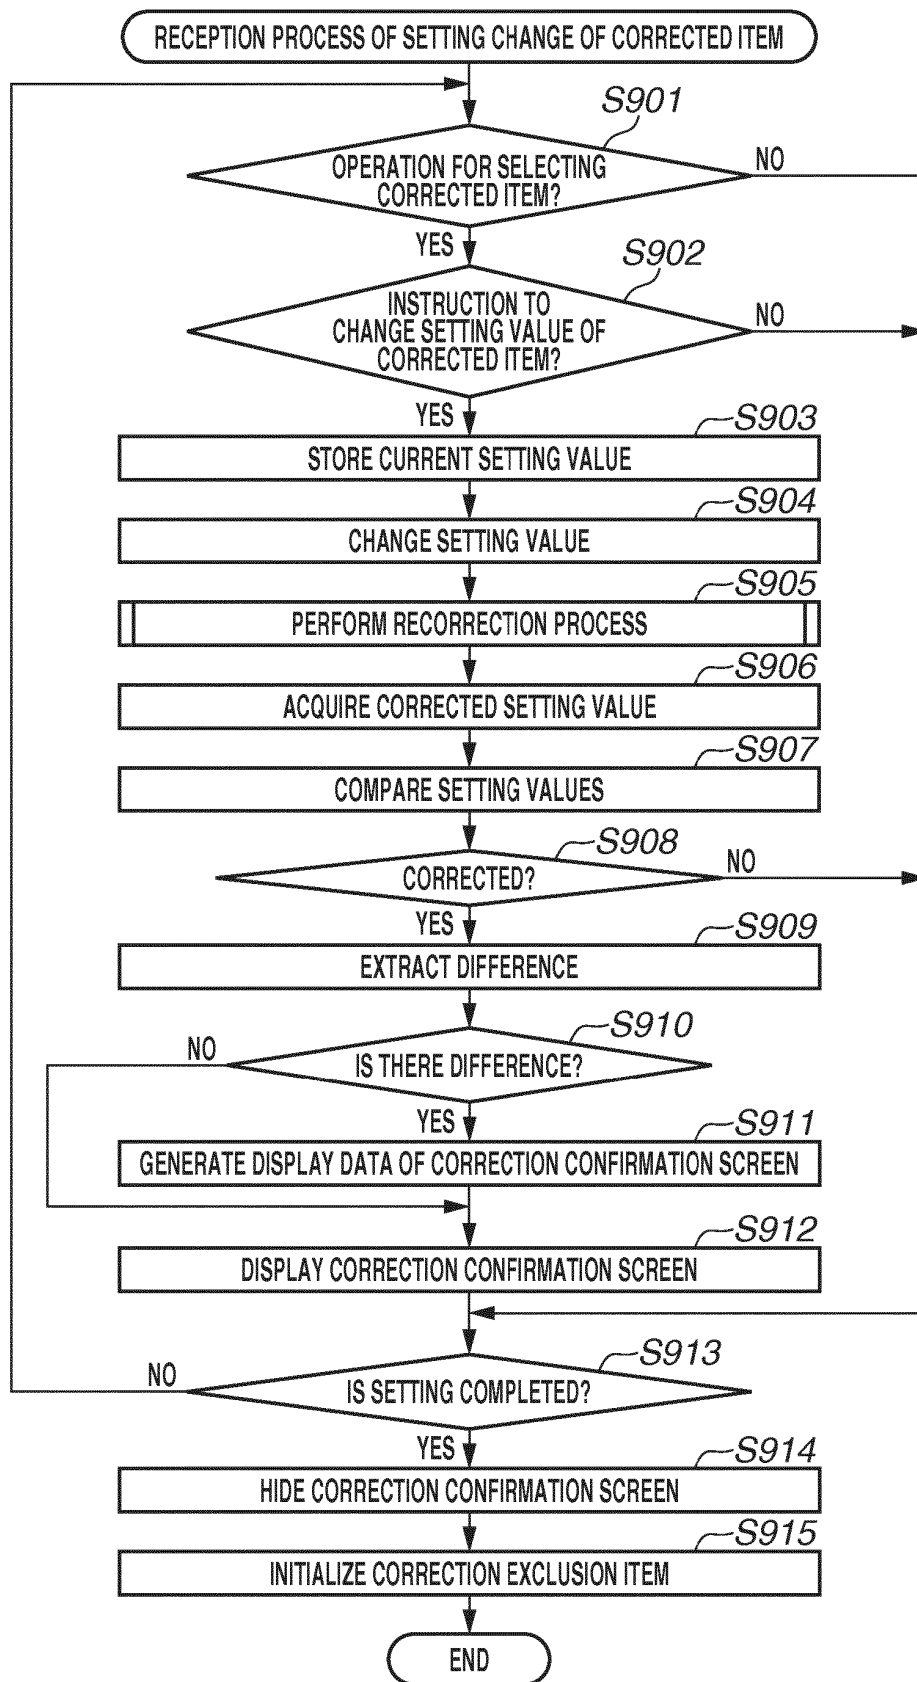 RECEPTION PROCESS OF SETTING CHANGE OF CORRECTED ITEM
S901
OPERATION FOR SELECTING
CORRECTED ITEM?
NO
YES
S902
INSTRUCTION TO
CHANGE SETTING VALUE OF
CORRECTED ITEM?
NO
YES
S903
STORE CURRENT SETTING VALUE
S904
CHANGE SETTING VALUE
S905
PERFORM RECORRECTION PROCESS
S906
ACQUIRE CORRECTED SETTING VALUE
S907
COMPARE SETTING VALUES
S908
CORRECTED?
NO
YES
S909
EXTRACT DIFFERENCE
S910
NO
IS THERE DIFFERENCE?
YES
S911
GENERATE DISPLAY DATA OF CORRECTION CONFIRMATION SCREEN
S912
DISPLAY CORRECTION CONFIRMATION SCREEN
S913
NO
IS SETTING COMPLETED?
YES
S914
HIDE CORRECTION CONFIRMATION SCREEN
S915
INITIALIZE CORRECTION EXCLUSION ITEM
END